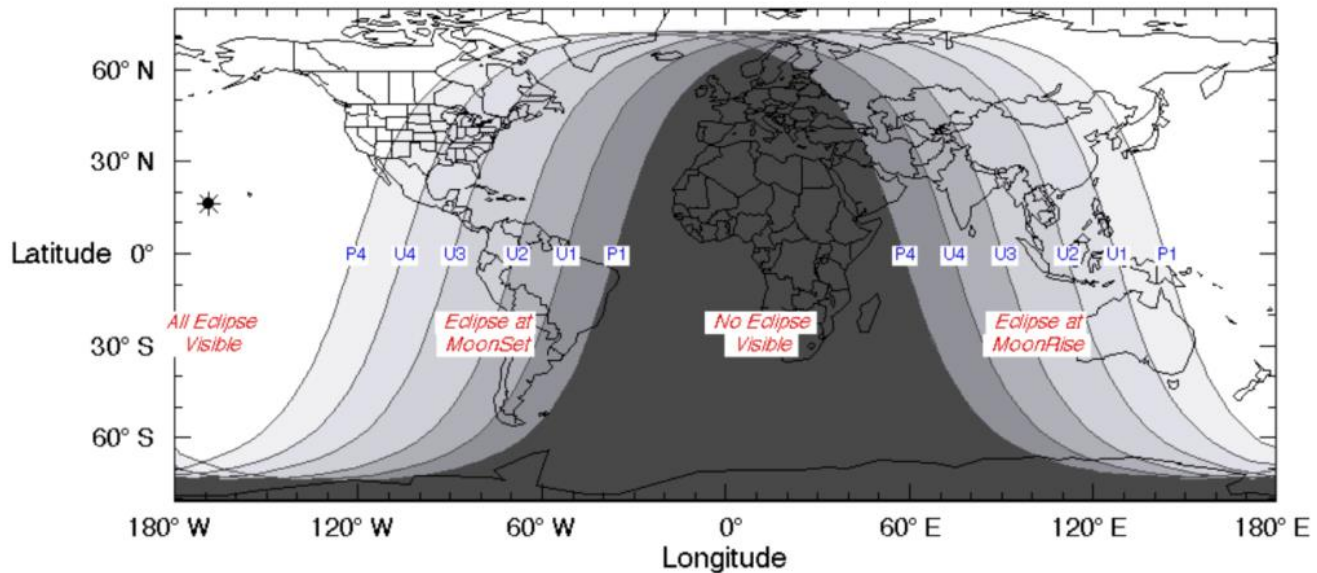 60° N
30° N
Latitude 0°
P4 U4 U3 U2 U1 P1 P4 U4 U3 U2 U1 P1
All Eclipse
Visible
Eclipse at
MoonSet
No Eclipse
Visible
Eclipse at
MoonRise
30° S
60° S
180° W 120° W 60° W 0° 60° E 120° E 180° E
Longitude